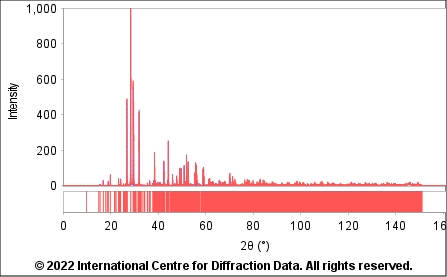 1,000
800
600
400
200
0
Intensity
0 20 40 60 80 100 120 140 160
2θ (°)
© 2022 International Centre for Diffraction Data. All rights reserved.